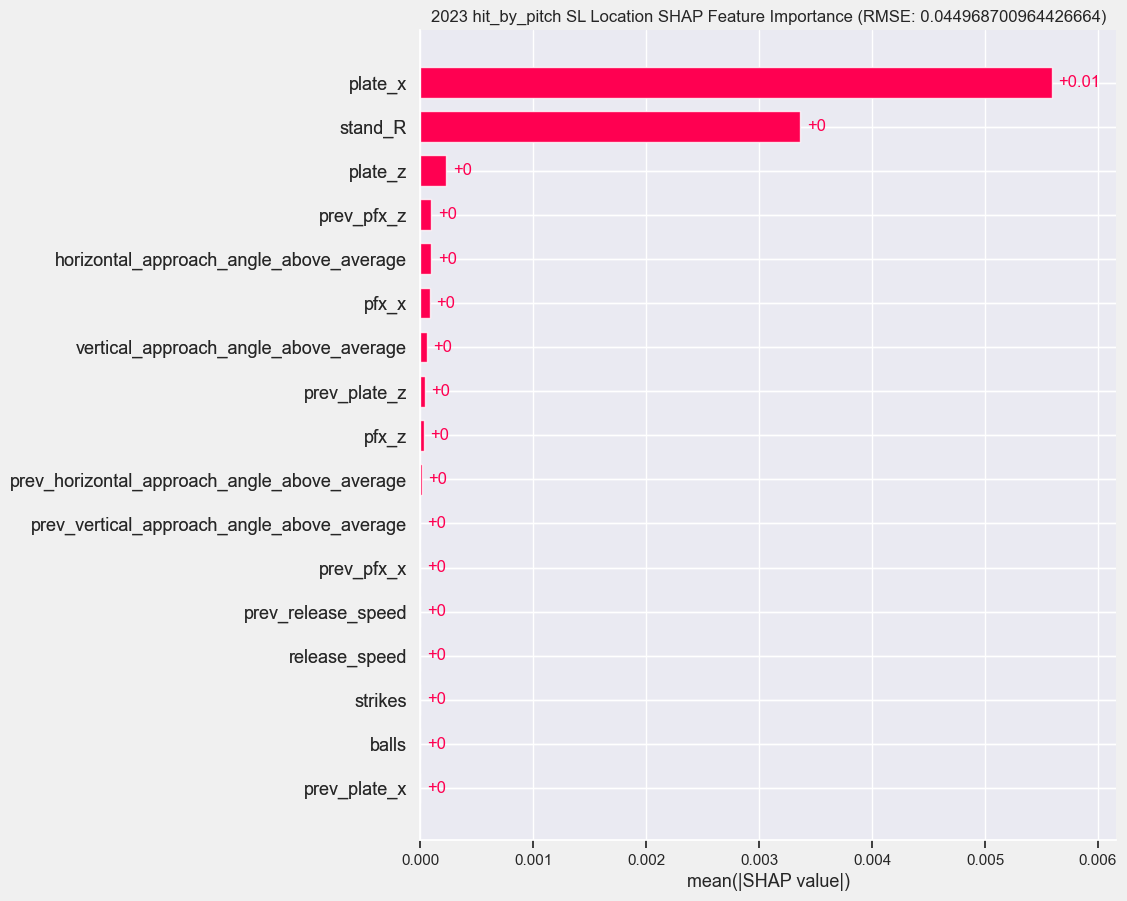 2023 hit_by_pitch SL Location SHAP Feature Importance (RMSE: 0.044968700964426664)
plate_x +0.01
stand_R +0
plate_z +0
prev_pfx_z +0
horizontal_approach_angle_above_average +0
pfx_x +0
vertical_approach_angle_above_average +0
prev_plate_z +0
pfx_z +0
prev_horizontal_approach_angle_above_average +0
prev_vertical_approach_angle_above_average +0
prev_pfx_x +0
prev_release_speed +0
release_speed +0
strikes +0
balls +0
prev_plate_x +0
0.000 0.001 0.002 0.003 0.004 0.005 0.006
mean(|SHAP value|)